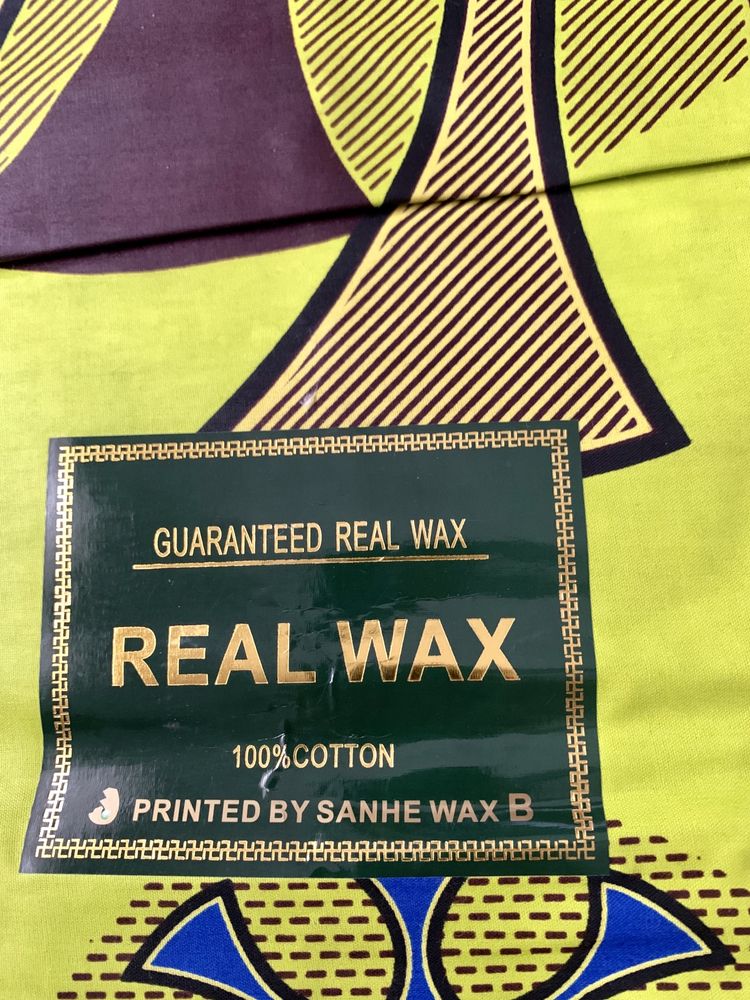 GUARANTEED REAL WAX
REAL WAX
100%COTTON
PRINTED BY SANHE WAX B